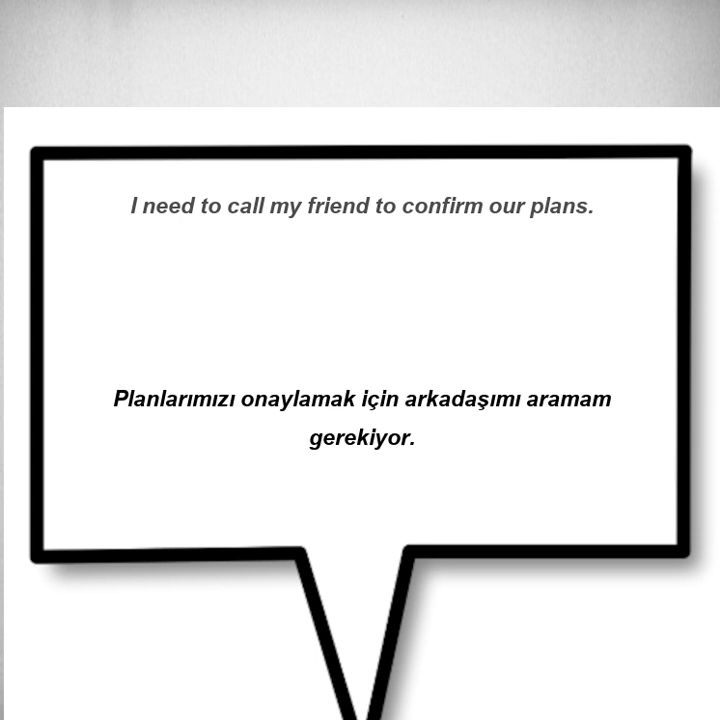 I need to call my friend to confirm our plans.
Planlarımızı onaylamak için arkadaşımı aramam
gerekiyor.